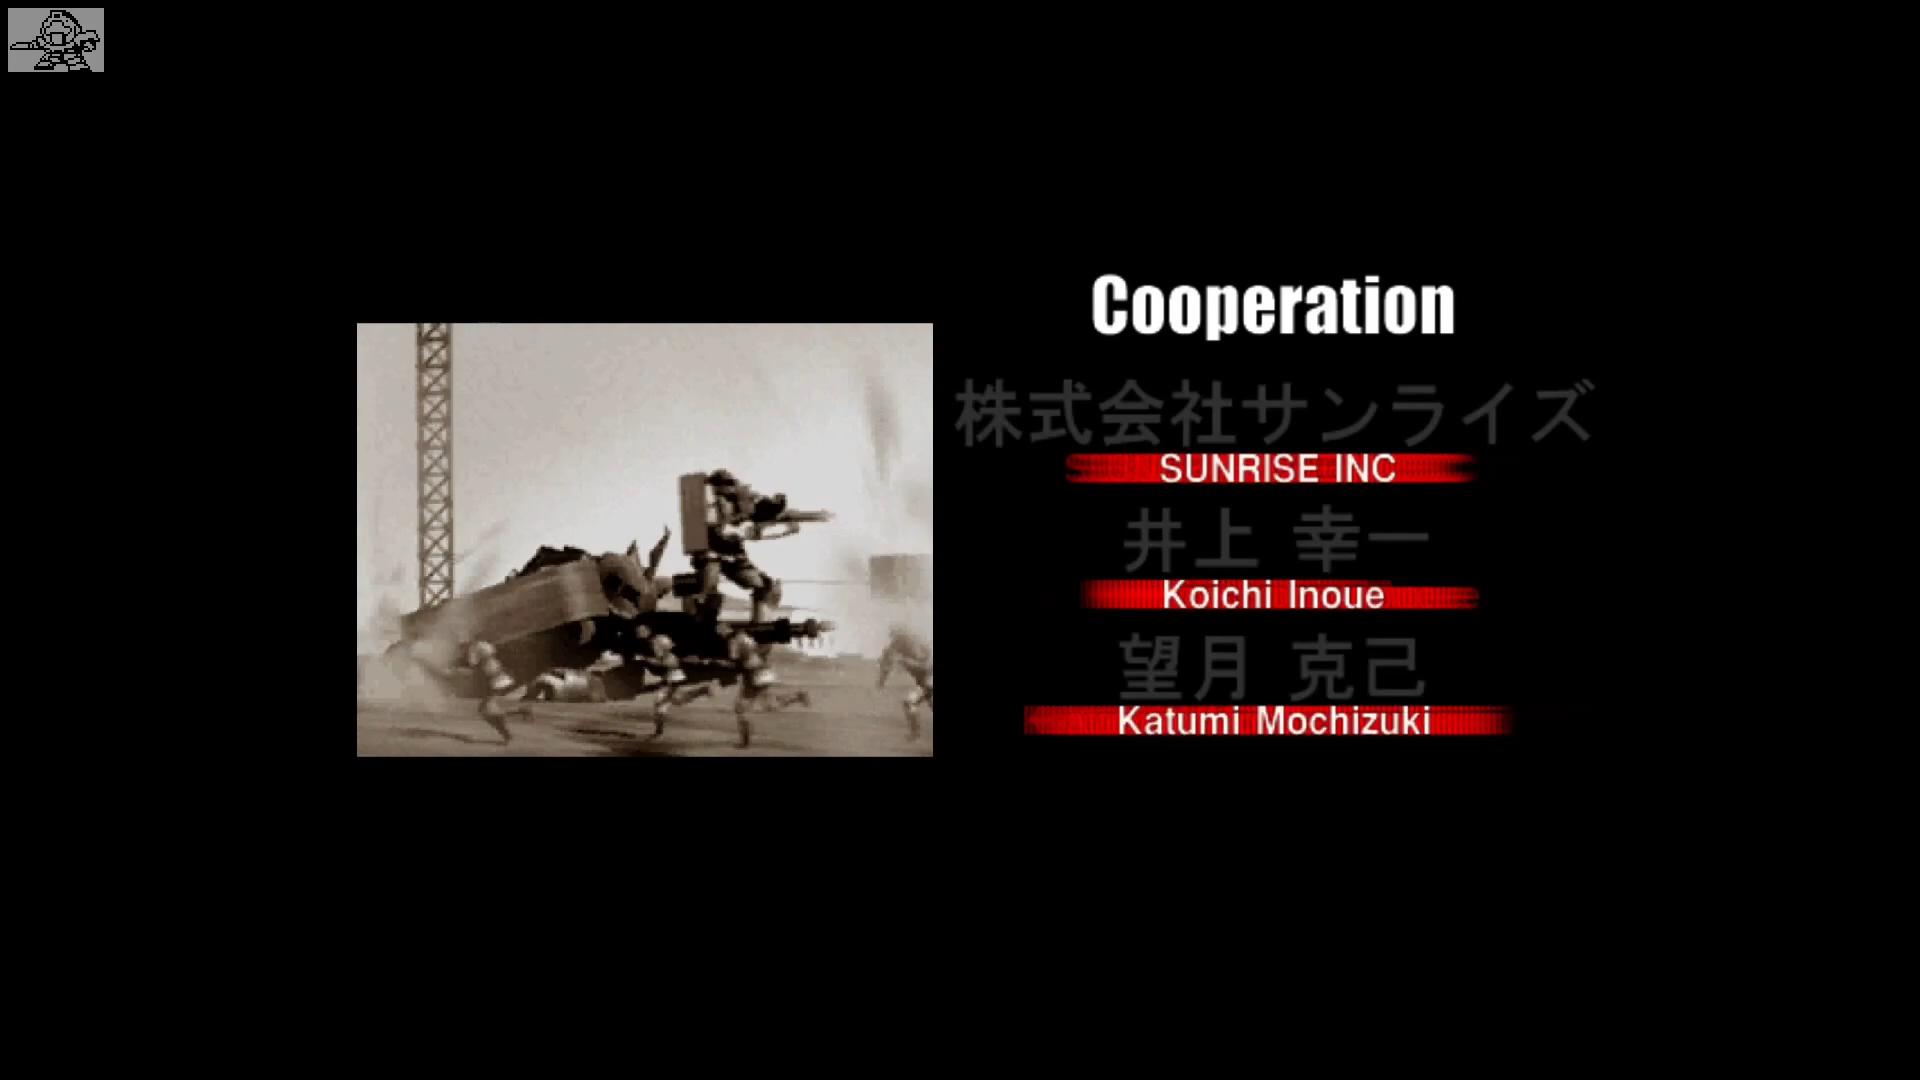 Cooperation
株式会社サンライズ
SUNRISE INC
井上 幸一
Koichi Inoue
望月 克己
Katumi Mochizuki